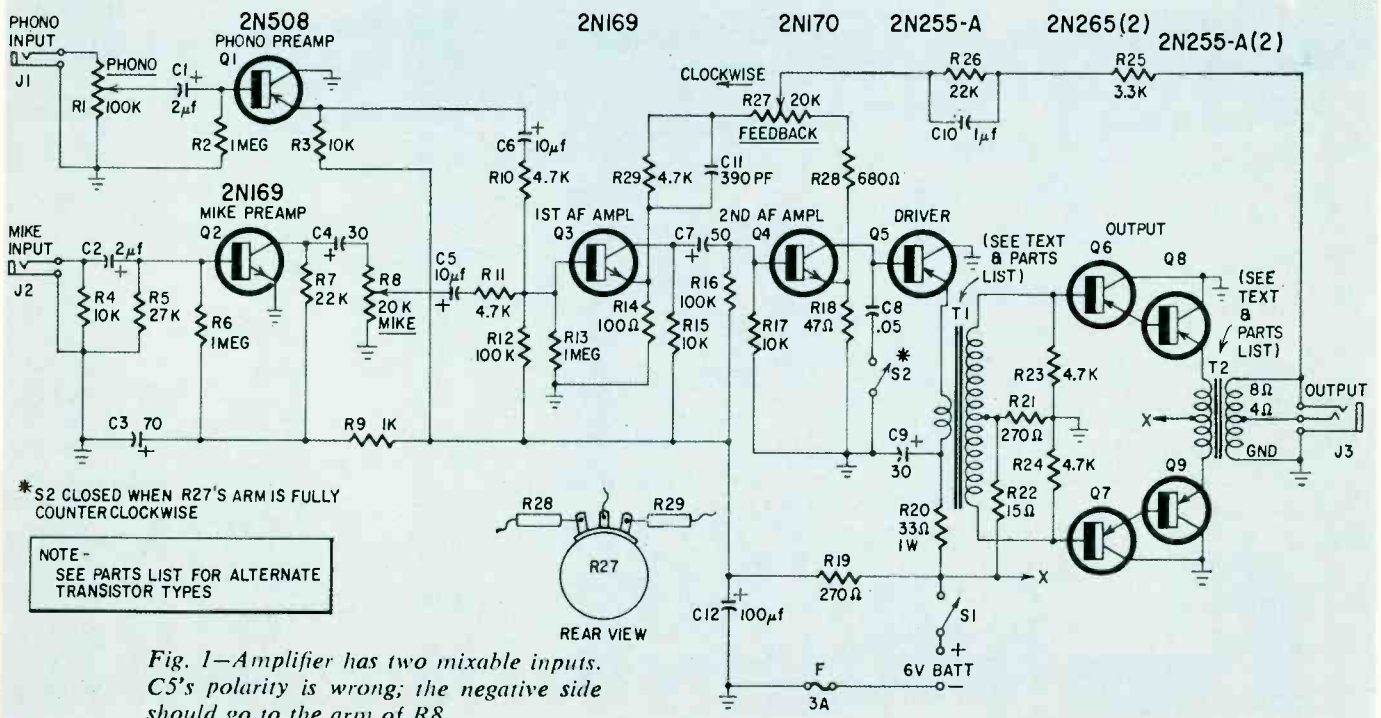 2N508
2N169
2N170
2N255-A
2N265(2)
2N255-A(2)
PHONO
INPUT
J1
PHONO
R1
100K
C1
+
2μf
PHONO PREAMP
Q1
R2
1MEG
R3
10K
C6
+
10μf
R10
4.7K
CLOCKWISE
R27
20K
FEEDBACK
R29
4.7K
C11
390 PF
R28
680Ω
R26
22K
C10
1μf
R25
3.3K
MIKE
INPUT
J2
C2
2μf
+
R4
10K
R5
27K
2N169
MIKE PREAMP
Q2
R6
1MEG
R7
22K
C4
30
+
R8
20K
MIKE
C5
10μf
+
R11
4.7K
R12
100K
1ST AF AMPL
Q3
R13
1MEG
R14
100Ω
C7
50
+
R15
10K
R16
100K
2ND AF AMPL
Q4
R17
10K
R18
47Ω
C8
.05
*
S2
DRIVER
Q5
(SEE TEXT
& PARTS
LIST)
T1
C9
30
+
R20
33Ω
1W
R21
270Ω
R22
15Ω
R23
4.7K
R24
4.7K
OUTPUT
Q6
Q8
Q7
Q9
(SEE
TEXT
&
PARTS
LIST)
T2
X
8Ω
4Ω
GND
OUTPUT
J3
C3
70
+
R9
1K
*S2 CLOSED WHEN R27'S ARM IS FULLY
COUNTERCLOCKWISE
NOTE-
SEE PARTS LIST FOR ALTERNATE
TRANSISTOR TYPES
R28
R29
R27
REAR VIEW
C12
+
100μf
R19
270Ω
X
S1
+
6V BATT
-
F
3A
Fig. 1—Amplifier has two mixable inputs.
C5's polarity is wrong; the negative side
should go to the arm of R8.